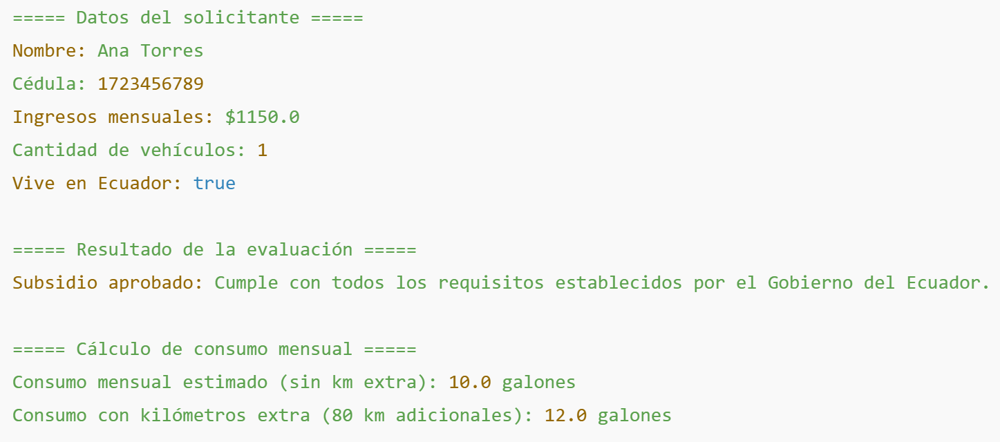 ===== Datos del solicitante =====
Nombre: Ana Torres
Cédula: 1723456789
Ingresos mensuales: $1150.0
Cantidad de vehículos: 1
Vive en Ecuador: true
===== Resultado de la evaluación =====
Subsidio aprobado: Cumple con todos los requisitos establecidos por el Gobierno del Ecuador.
===== Cálculo de consumo mensual =====
Consumo mensual estimado (sin km extra): 10.0 galones
Consumo con kilómetros extra (80 km adicionales): 12.0 galones